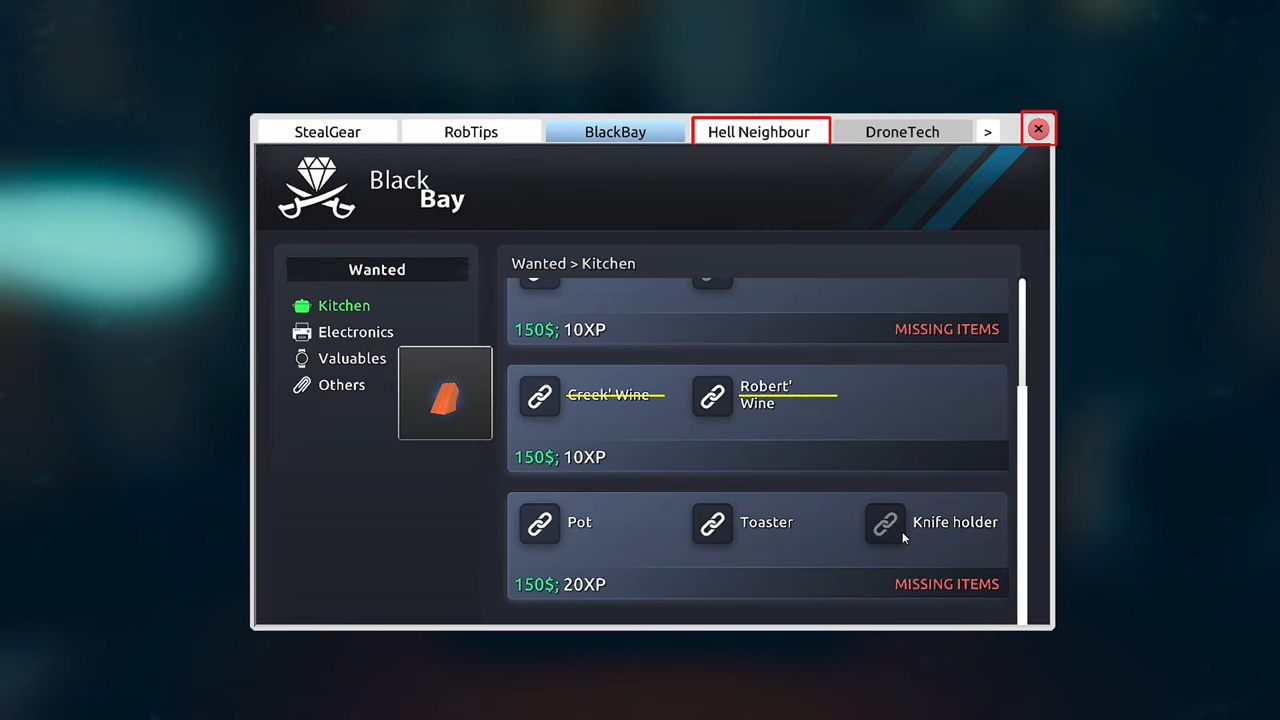 StealGear
RobTips
BlackBay
Hell Neighbour
DroneTech
>
Black
Bay
Wanted
Wanted > Kitchen
Kitchen
Electronics
Valuables
Others
150$; 10XP
MISSING ITEMS
Creek' Wine
Robert'
Wine
150$; 10XP
Pot
Toaster
Knife holder
150$; 20XP
MISSING ITEMS